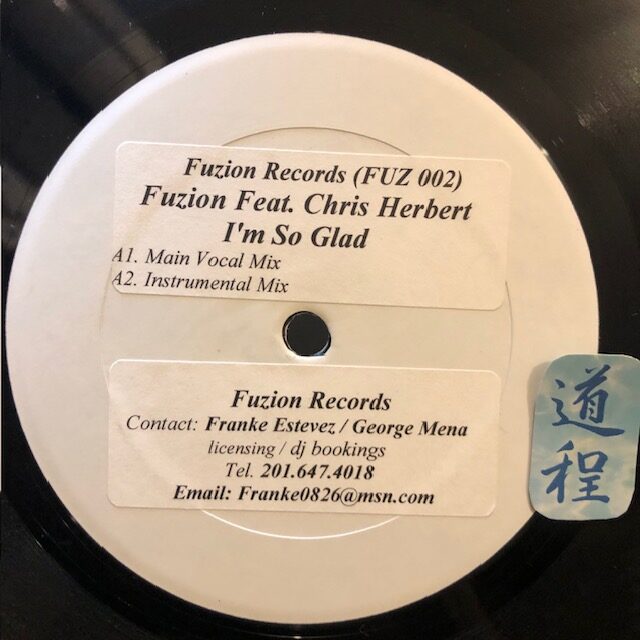 Fuzion Records (FUZ 002)
Fuzion Feat. Chris Herbert
I'm So Glad
A1. Main Vocal Mix
A2. Instrumental Mix
Fuzion Records
Contact: Franke Estevez / George Mena
licensing / dj bookings
Tel. 201.647.4018
Email: Franke0826@msn.com
道程